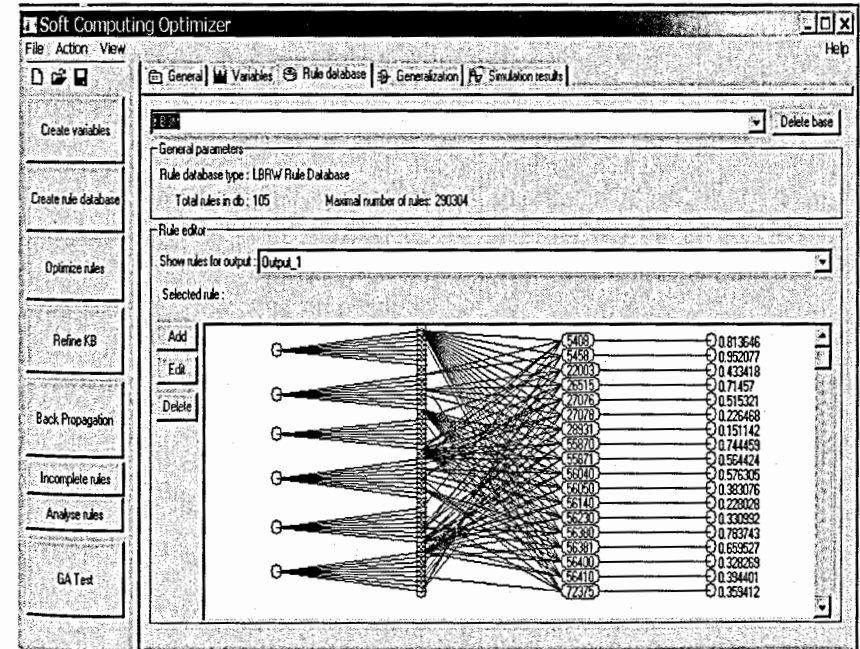 Soft Computing Optimizer
File Action View Help
General Variables Rule database Generalization Simulation results
Create variables
Create rule database
Optimize rules
Refine KB
Back Propagation
Incomplete rules
Analyse rules
GA Test
Delete base
General parameters
Rule database type : LBRW Rule Database
Total rules in db : 105 Maximal number of rules: 290304
Rule editor
Show rules for output : Output_1
Selected rule :
Add
Edit
Delete
5408 0.813646
5458 0.952077
22003 0.433418
26515 0.71457
27076 0.515321
27078 0.226468
28931 0.151142
55870 0.744459
55871 0.564424
56040 0.576305
56050 0.383076
56140 0.228028
56230 0.330992
56380 0.783743
56381 0.659527
56400 0.328269
56410 0.394401
72375 0.359412